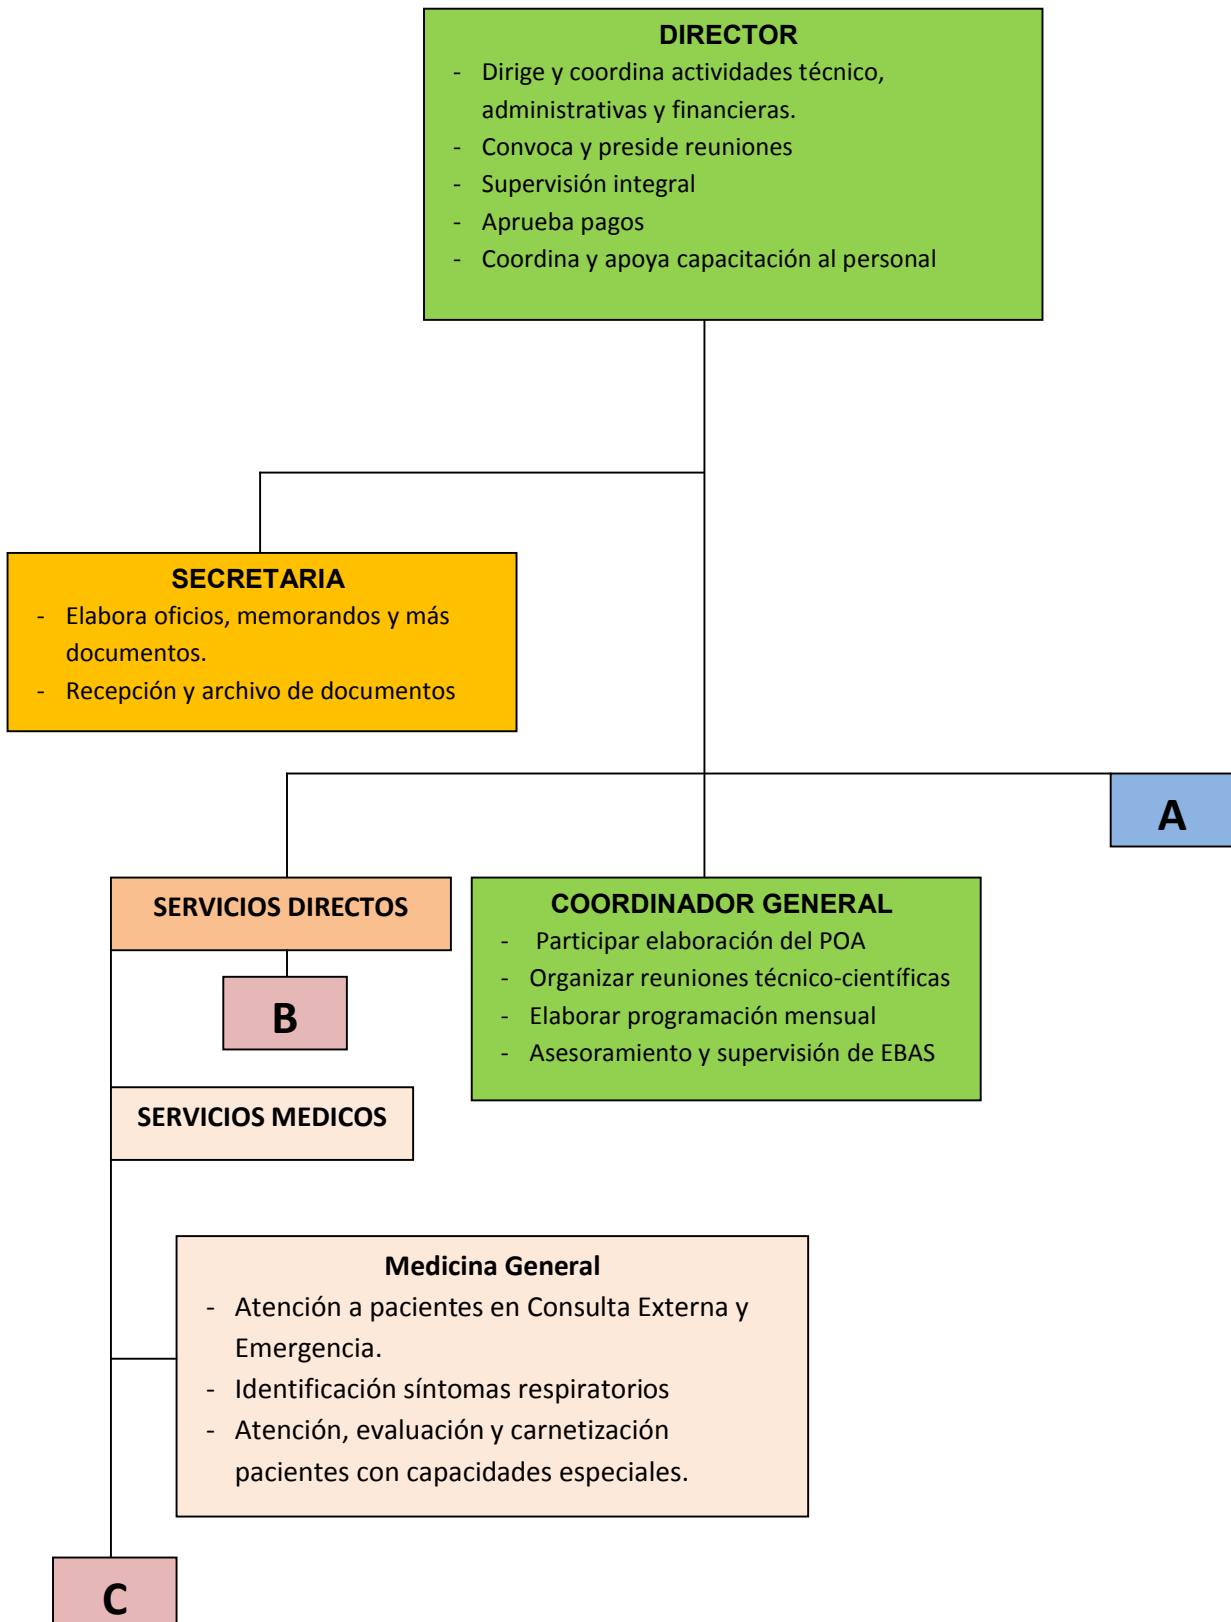 DIRECTOR
- Dirige y coordina actividades técnico,
administrativas y financieras.
- Convoca y preside reuniones
- Supervisión integral
- Aprueba pagos
- Coordina y apoya capacitación al personal
SECRETARIA
- Elabora oficios, memorandos y más
documentos.
- Recepción y archivo de documentos
A
SERVICIOS DIRECTOS
B
COORDINADOR GENERAL
- Participar elaboración del POA
- Organizar reuniones técnico-científicas
- Elaborar programación mensual
- Asesoramiento y supervisión de EBAS
SERVICIOS MEDICOS
Medicina General
- Atención a pacientes en Consulta Externa y
Emergencia.
- Identificación síntomas respiratorios
- Atención, evaluación y carnetización
pacientes con capacidades especiales.
C